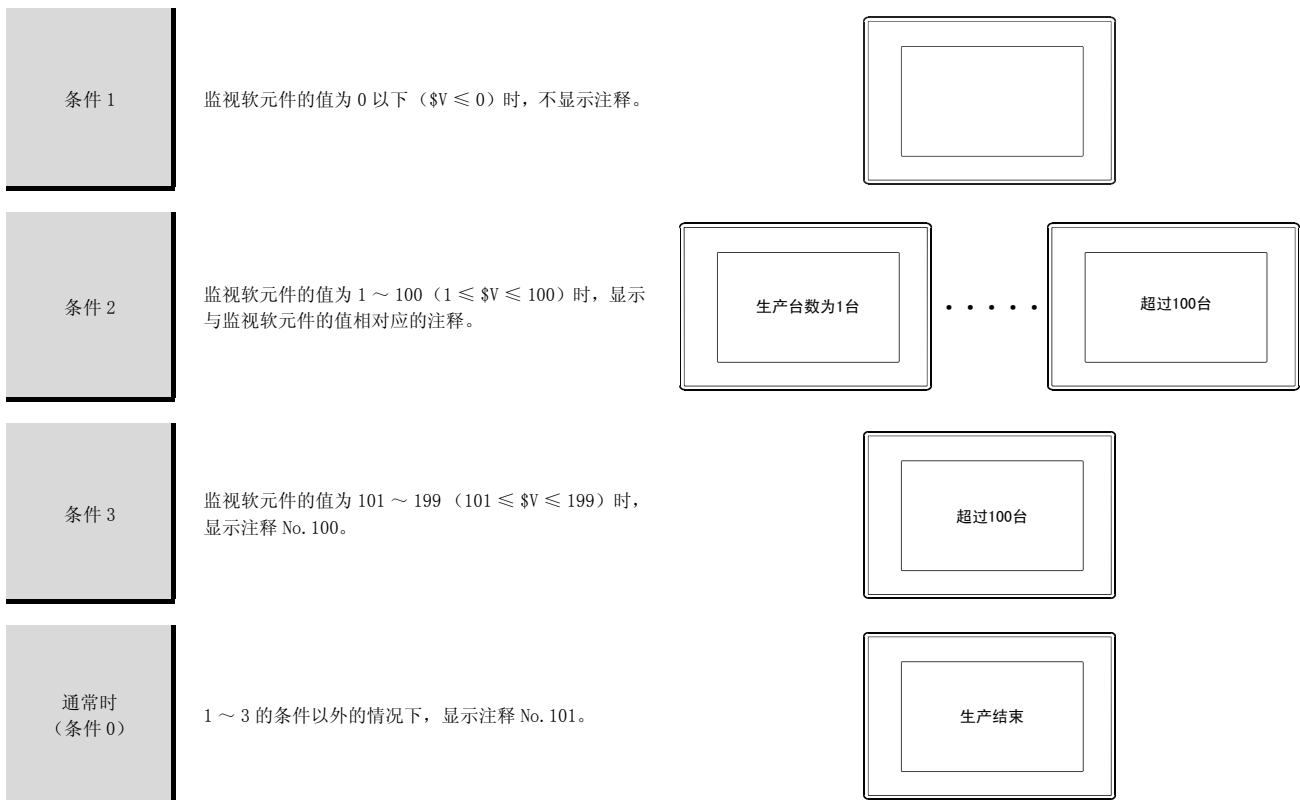 条件 1
监视软元件的值为 0 以下（$V ≤ 0）时，不显示注释。
条件 2
监视软元件的值为 1 ～ 100（1 ≤ $V ≤ 100）时，显示
与监视软元件的值相对应的注释。
生产台数为1台
• • • • •
超过100台
条件 3
监视软元件的值为 101 ～ 199 （101 ≤ $V ≤ 199）时，
显示注释 No.100。
超过100台
通常时
（条件 0）
1 ～ 3 的条件以外的情况下，显示注释 No.101。
生产结束